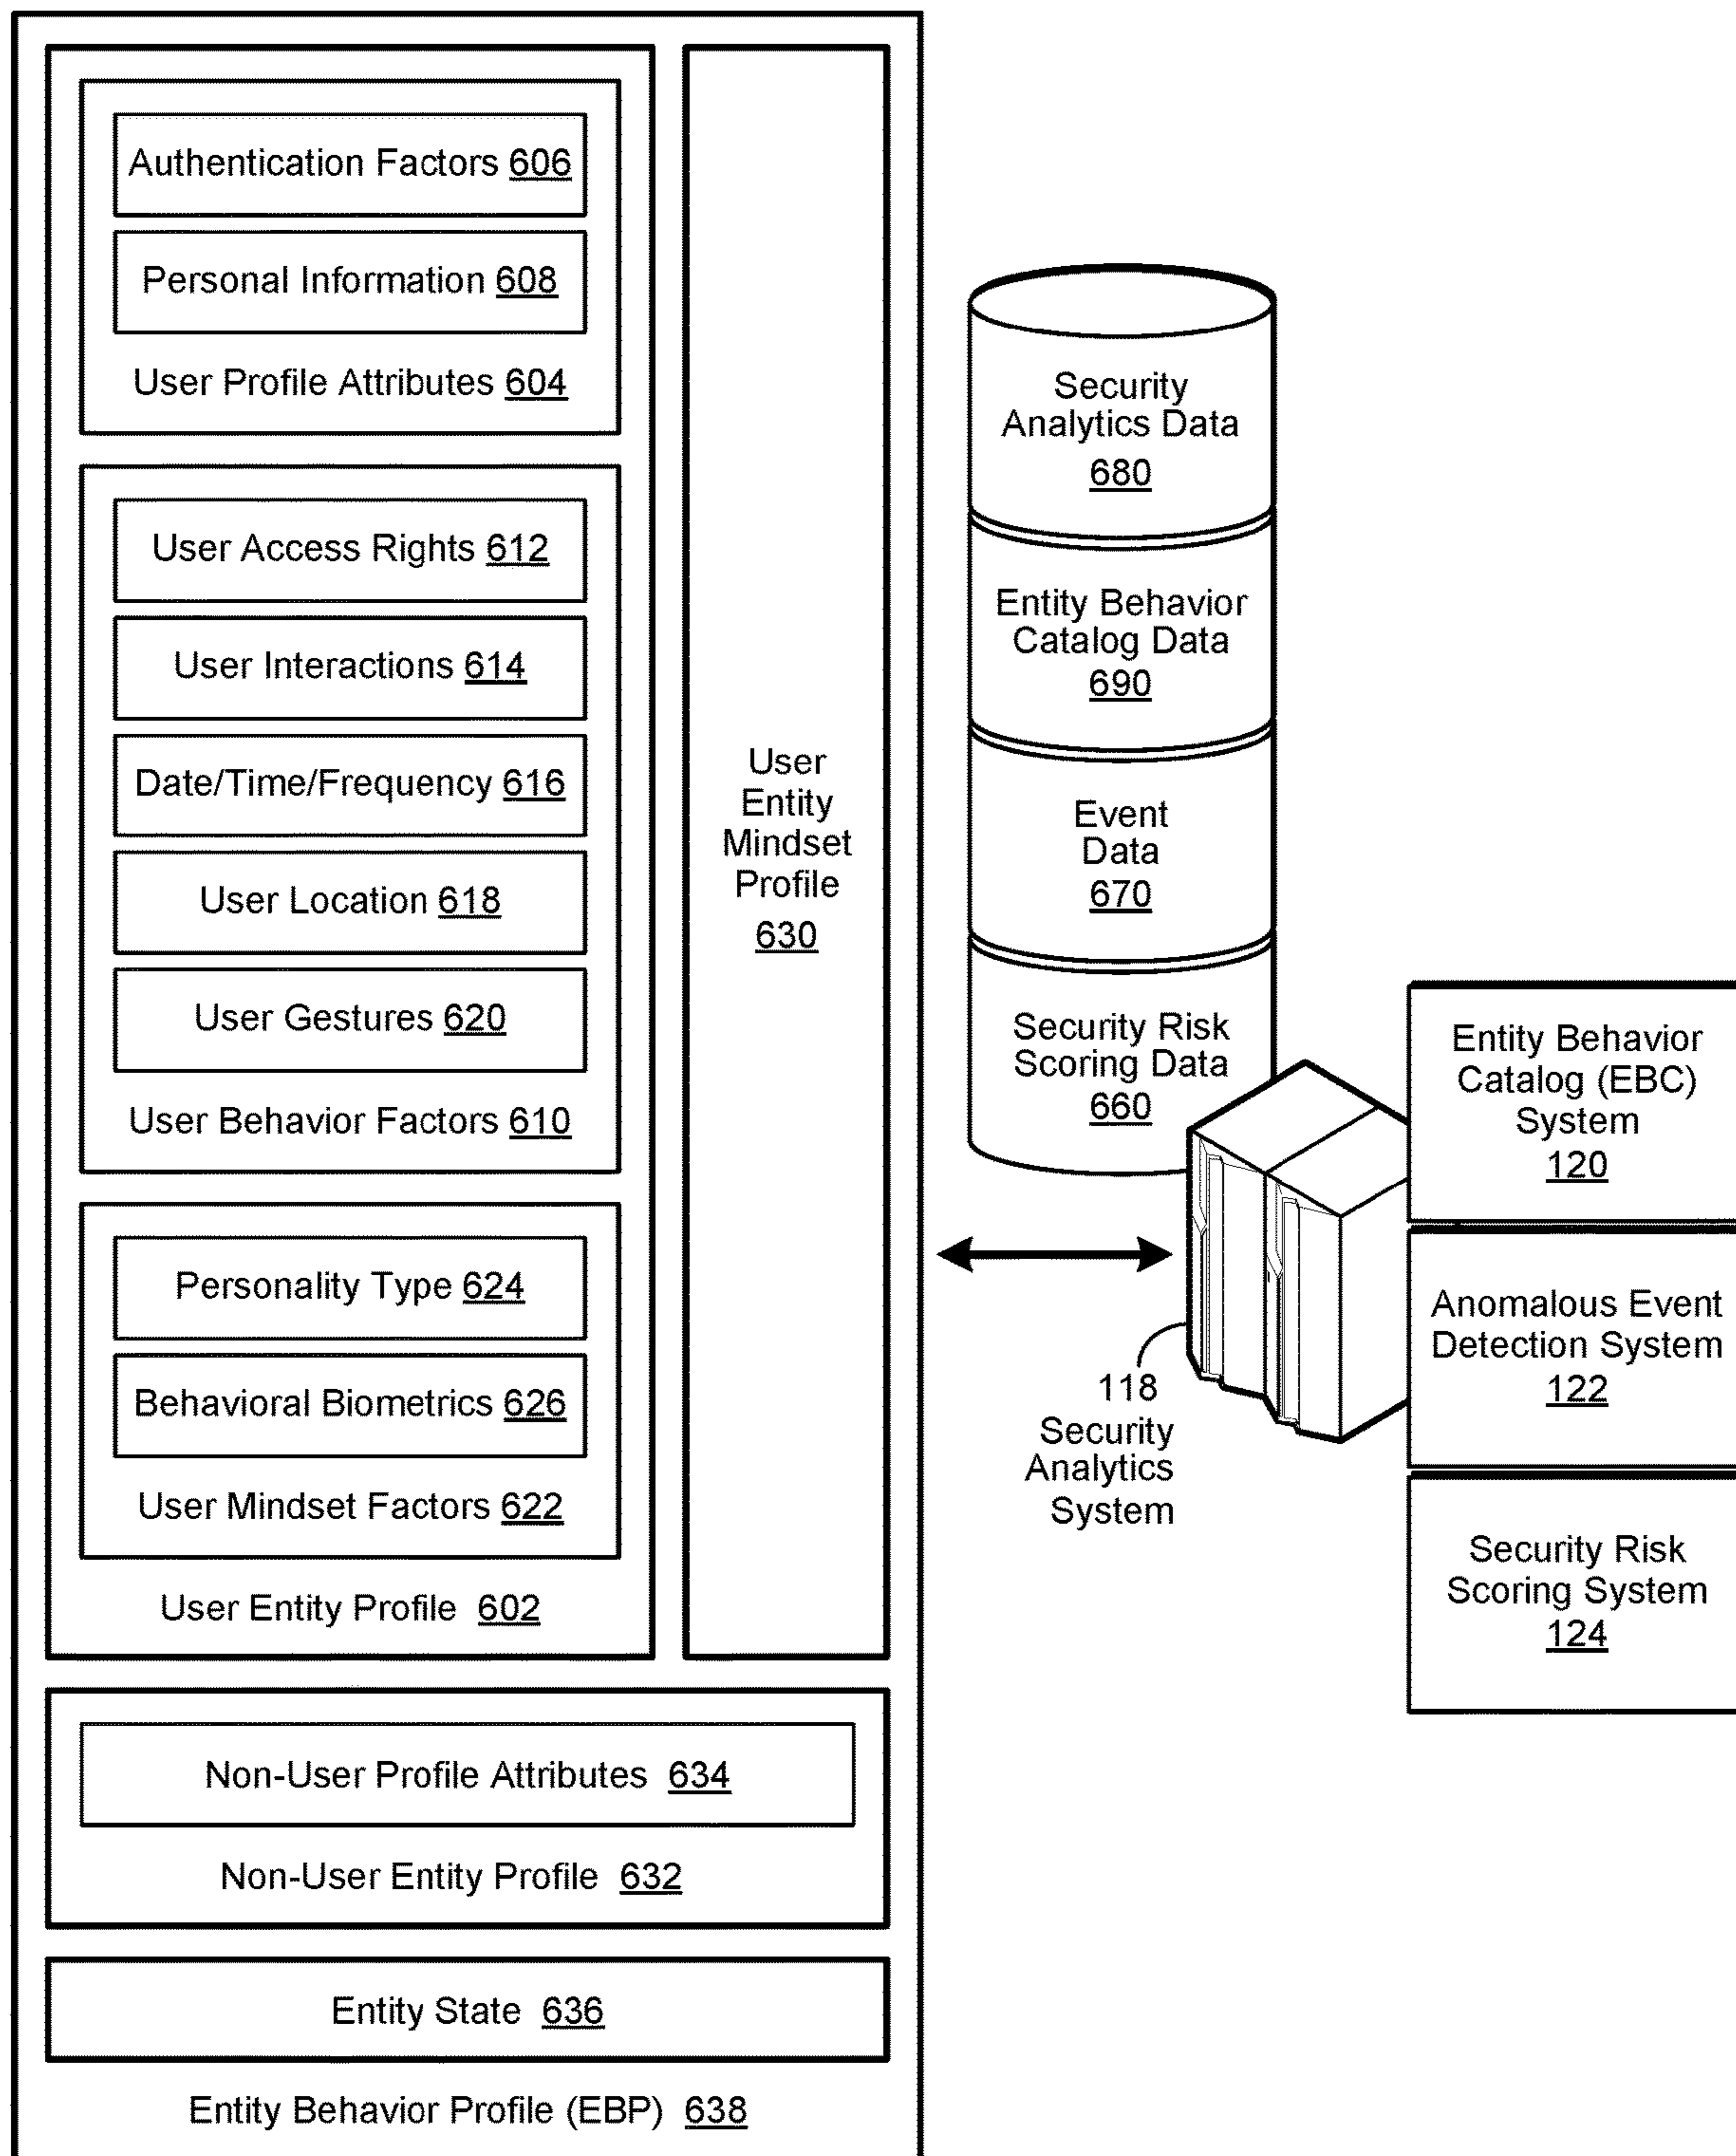 Authentication Factors 606
Personal Information 608
User Profile Attributes 604
User Access Rights 612
User Interactions 614
Date/Time/Frequency 616
User Location 618
User Gestures 620
User Behavior Factors 610
Personality Type 624
Behavioral Biometrics 626
User Mindset Factors 622
User Entity Profile 602
User
Entity
Mindset
Profile
630
Non-User Profile Attributes 634
Non-User Entity Profile 632
Entity State 636
Entity Behavior Profile (EBP) 638
Security
Analytics Data
680
Entity Behavior
Catalog Data
690
Event
Data
670
Security Risk
Scoring Data
660
118
Security
Analytics
System
Entity Behavior
Catalog (EBC)
System
120
Anomalous Event
Detection System
122
Security Risk
Scoring System
124